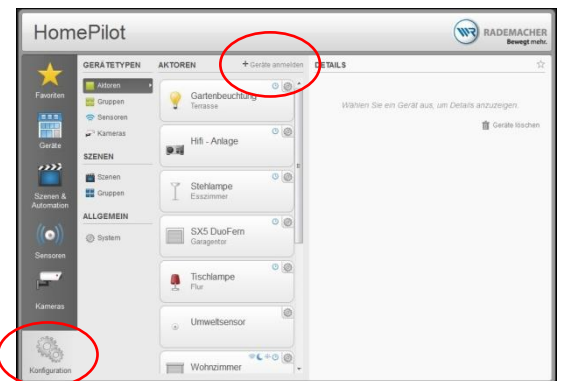 HomePilot
RADEMACHER
Bewegt mehr.
Favoriten
Geräte
Szenen &
Automation
Sensoren
Kameras
Konfiguration
GERÄTETYPEN
Aktoren
Gruppen
Sensoren
Kameras
SZENEN
Szenen
Gruppen
ALLGEMEIN
System
AKTOREN
+ Geräte anmelden
Gartenbeuchtung
Terrasse
Hifi - Anlage
Stehlampe
Esszimmer
SX5 DuoFern
Garagentor
Tischlampe
Flur
Umweltsensor
Wohnzimmer
DETAILS
Wählen Sie ein Gerät aus, um Details anzuzeigen.
Geräte löschen